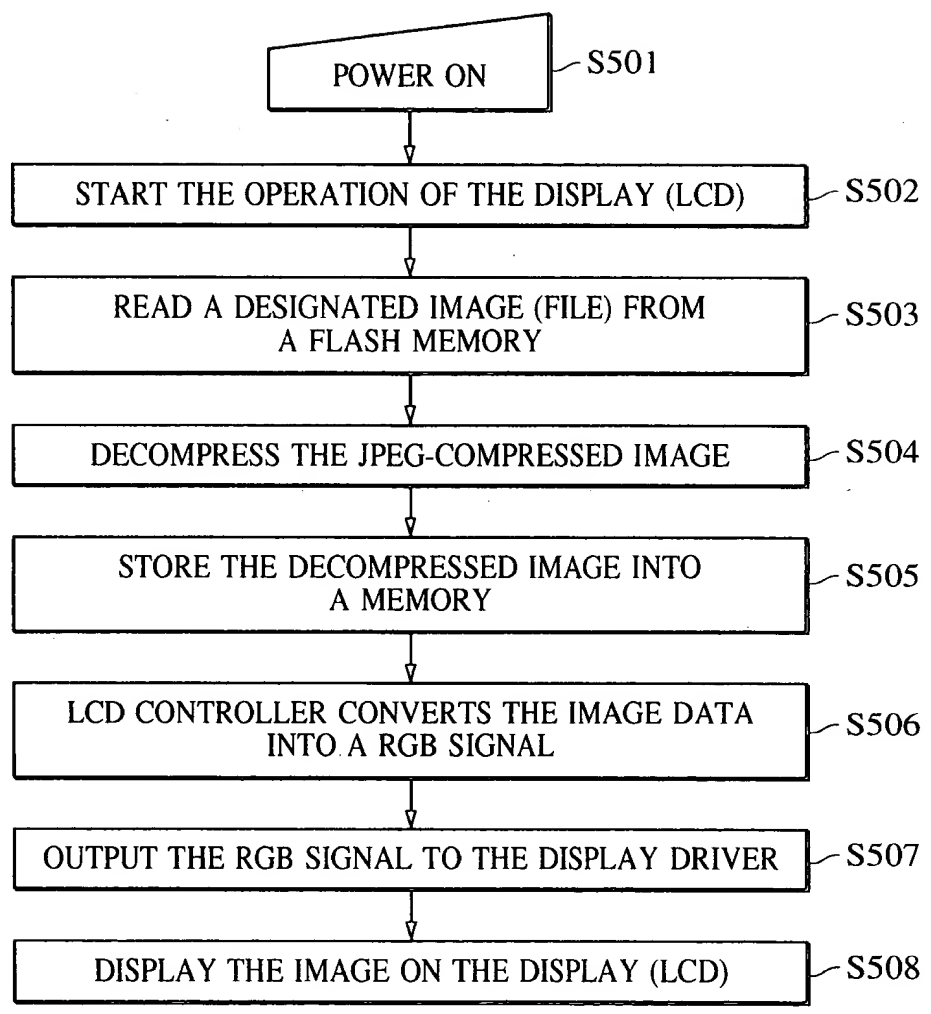 POWER ON
S501
START THE OPERATION OF THE DISPLAY (LCD)
S502
READ A DESIGNATED IMAGE (FILE) FROM
A FLASH MEMORY
S503
DECOMPRESS THE JPEG-COMPRESSED IMAGE
S504
STORE THE DECOMPRESSED IMAGE INTO
A MEMORY
S505
LCD CONTROLLER CONVERTS THE IMAGE DATA
INTO A RGB SIGNAL
S506
OUTPUT THE RGB SIGNAL TO THE DISPLAY DRIVER
S507
DISPLAY THE IMAGE ON THE DISPLAY (LCD)
S508